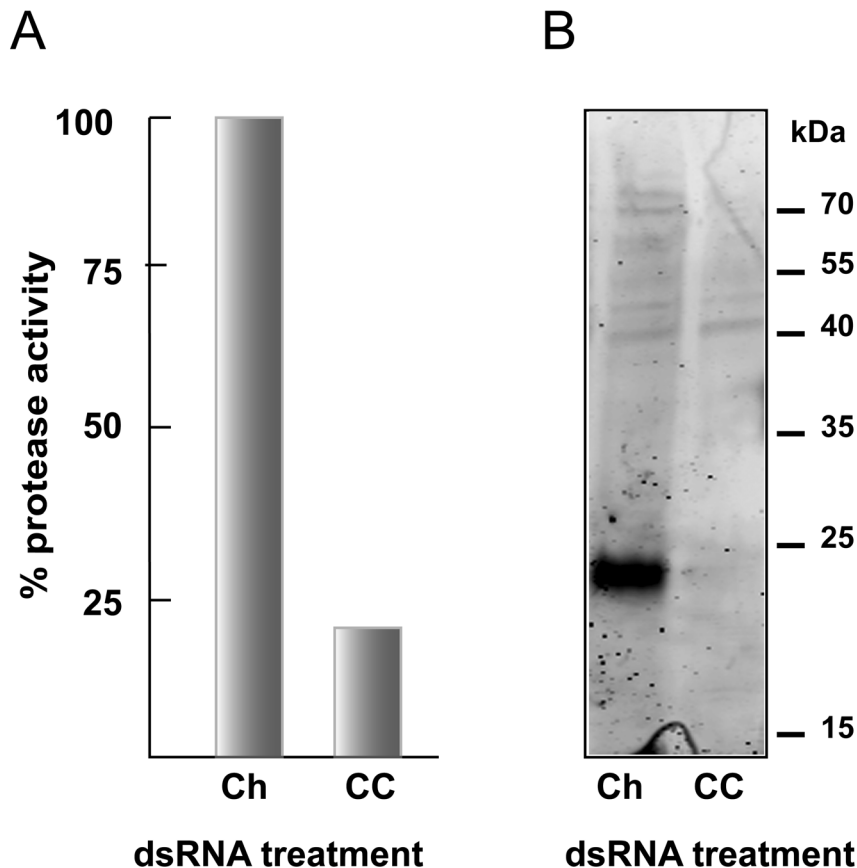 A
% protease activity
100
75
50
25
Ch CC
dsRNA treatment
B
kDa
70
55
40
35
25
15
Ch CC
dsRNA treatment